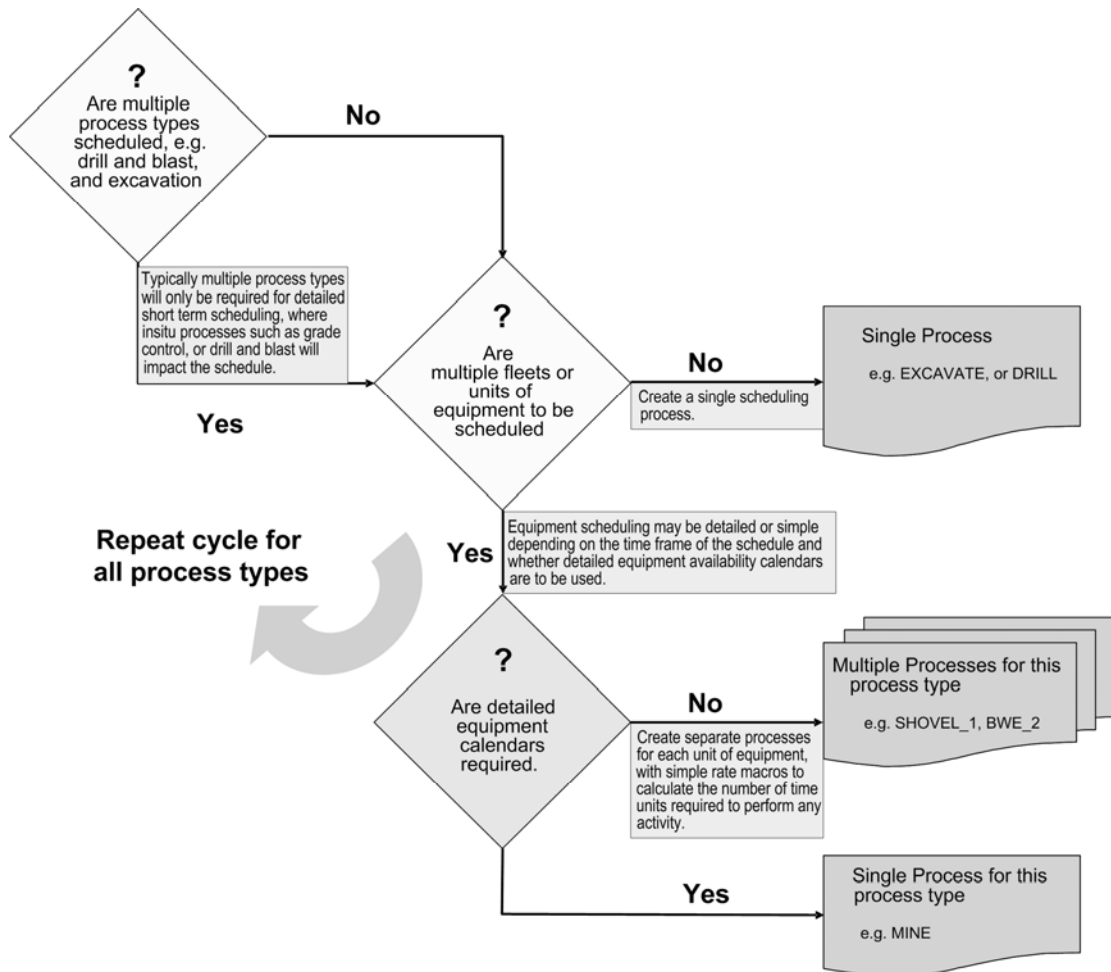 ?
Are multiple
process types
scheduled, e.g.
drill and blast,
and excavation
No
Typically multiple process types
will only be required for detailed
short term scheduling, where
insitu processes such as grade
control, or drill and blast will
impact the schedule.
Yes
?
Are
multiple fleets or
units of
equipment to be
scheduled
No
Create a single scheduling
process.
Single Process
e.g. EXCAVATE, or DRILL
Yes
Equipment scheduling may be detailed or simple
depending on the time frame of the schedule and
whether detailed equipment availability calendars
are to be used.
Repeat cycle for
all process types
?
Are detailed
equipment
calendars
required.
No
Create separate processes
for each unit of equipment,
with simple rate macros to
calculate the number of time
units required to perform any
activity.
Multiple Processes for this
process type
e.g. SHOVEL_1, BWE_2
Yes
Single Process for this
process type
e.g. MINE